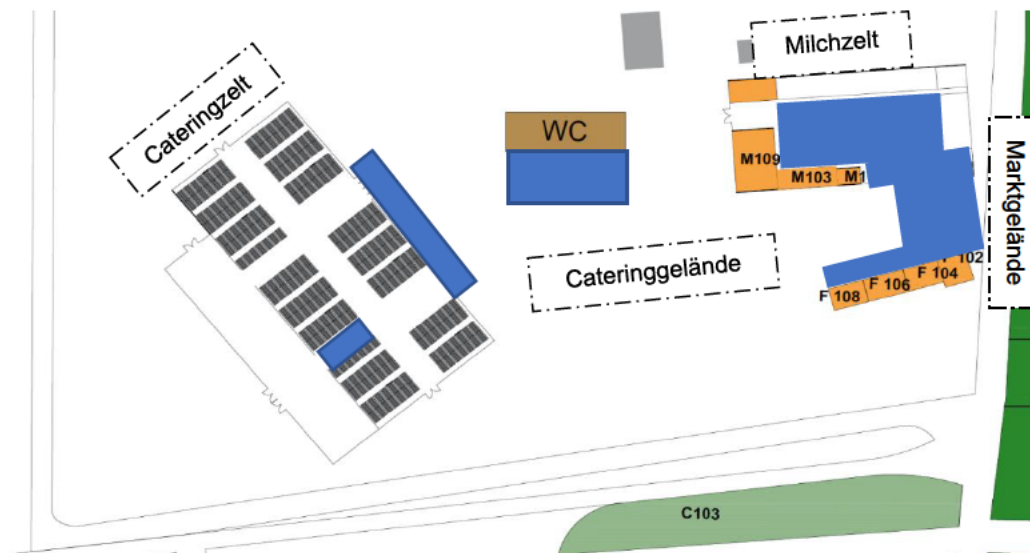 Milchzelt
Cateringzelt
WC
M109
M103
M1
Marktgelände
Cateringgelände
102
F 104
F 106
F 108
C103